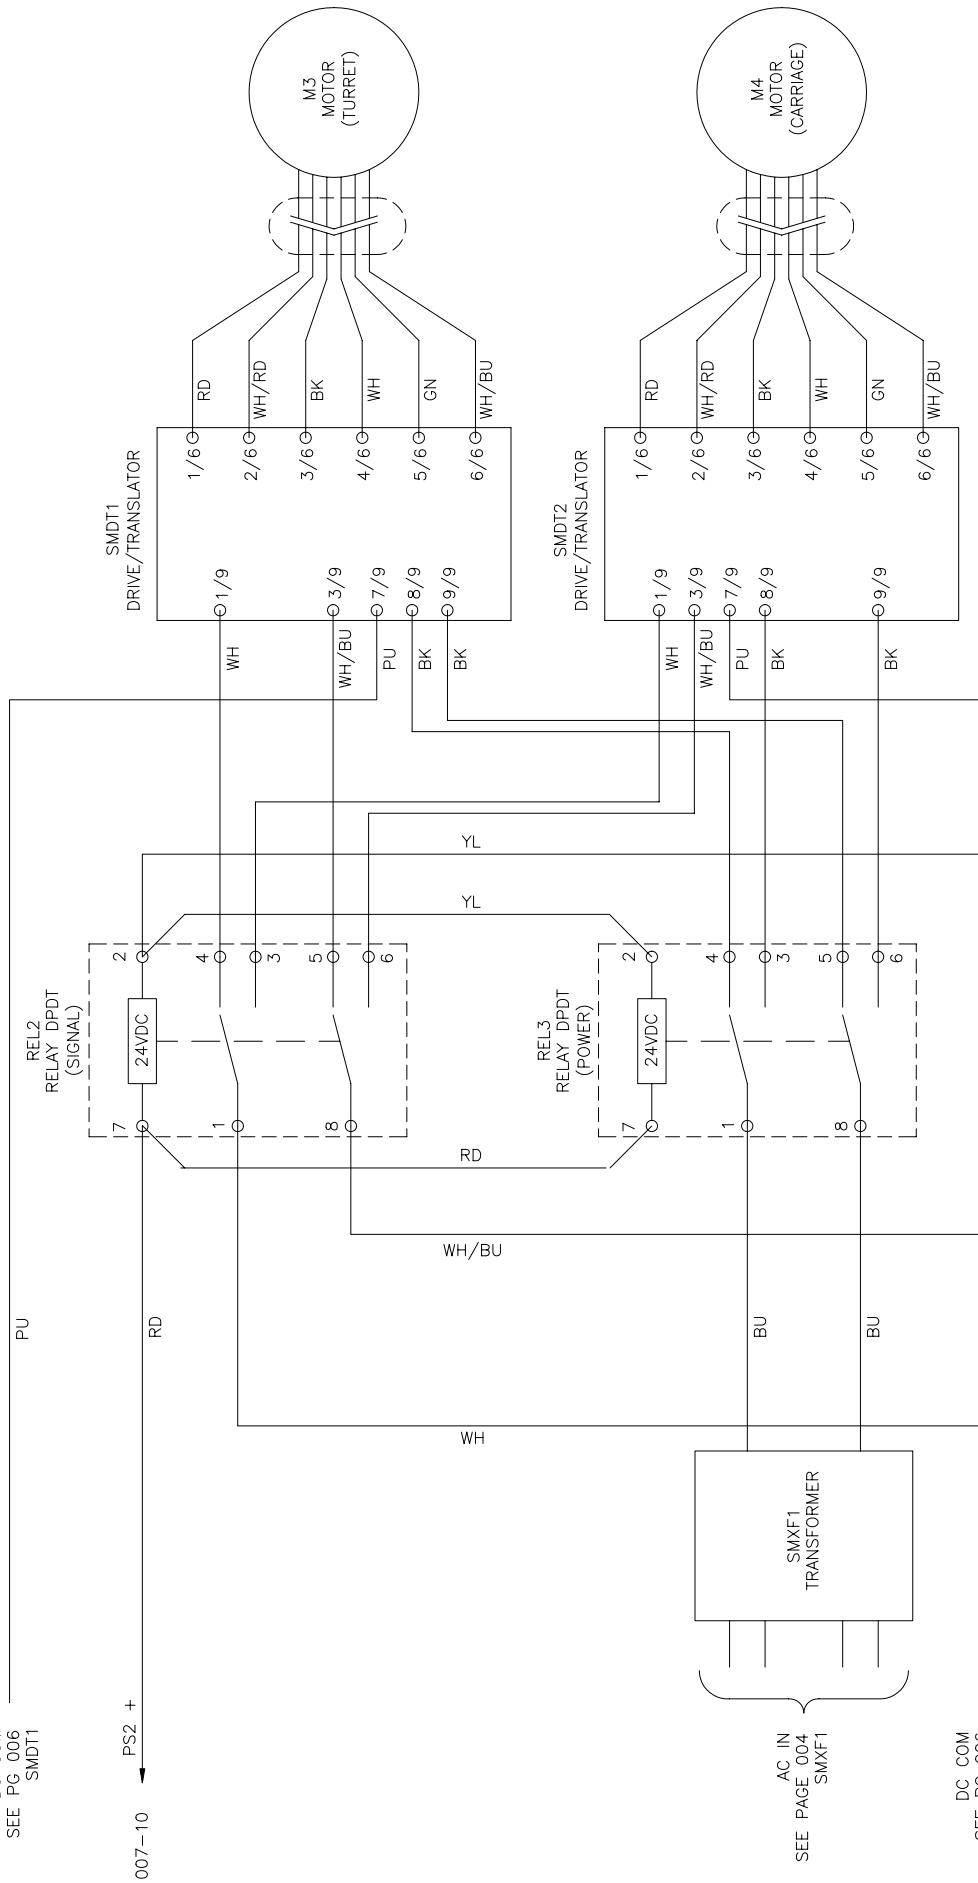 M3
MOTOR
(TURRET)
M4
MOTOR
(CARRIAGE)
RD
WH/RD
BK
WH
GN
WH/BU
RD
WH/RD
BK
WH
GN
WH/BU
SMDT1
DRIVE/TRANSLATOR
1/6
2/6
3/6
4/6
5/6
6/6
1/9
3/9
7/9
8/9
9/9
SMDT2
DRIVE/TRANSLATOR
1/6
2/6
3/6
4/6
5/6
6/6
1/9
3/9
7/9
8/9
9/9
WH
WH/BU
PU
BK
BK
WH
WH/BU
PU
BK
BK
YL
YL
REL2
RELAY DPDT
(SIGNAL)
2
4
3
5
6
24VDC
7
1
8
REL3
RELAY DPDT
(POWER)
2
4
3
5
6
24VDC
7
1
8
RD
WH/BU
PU
RD
BU
BU
WH
SMXF1
TRANSFORMER
SEE PG 006
SMDT1
PS2 +
007-10
AC IN
SEE PAGE 004
SMXF1
DC COM